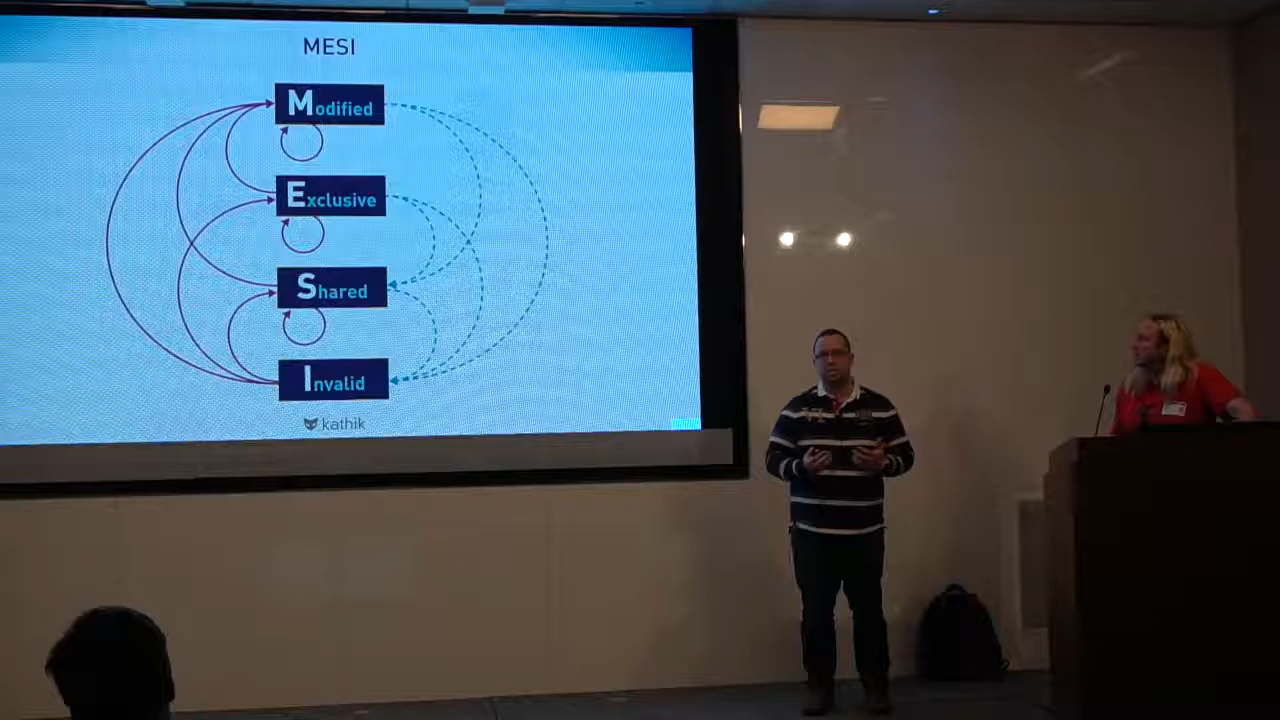 MESI
Modified
Exclusive
Shared
Invalid
kathik